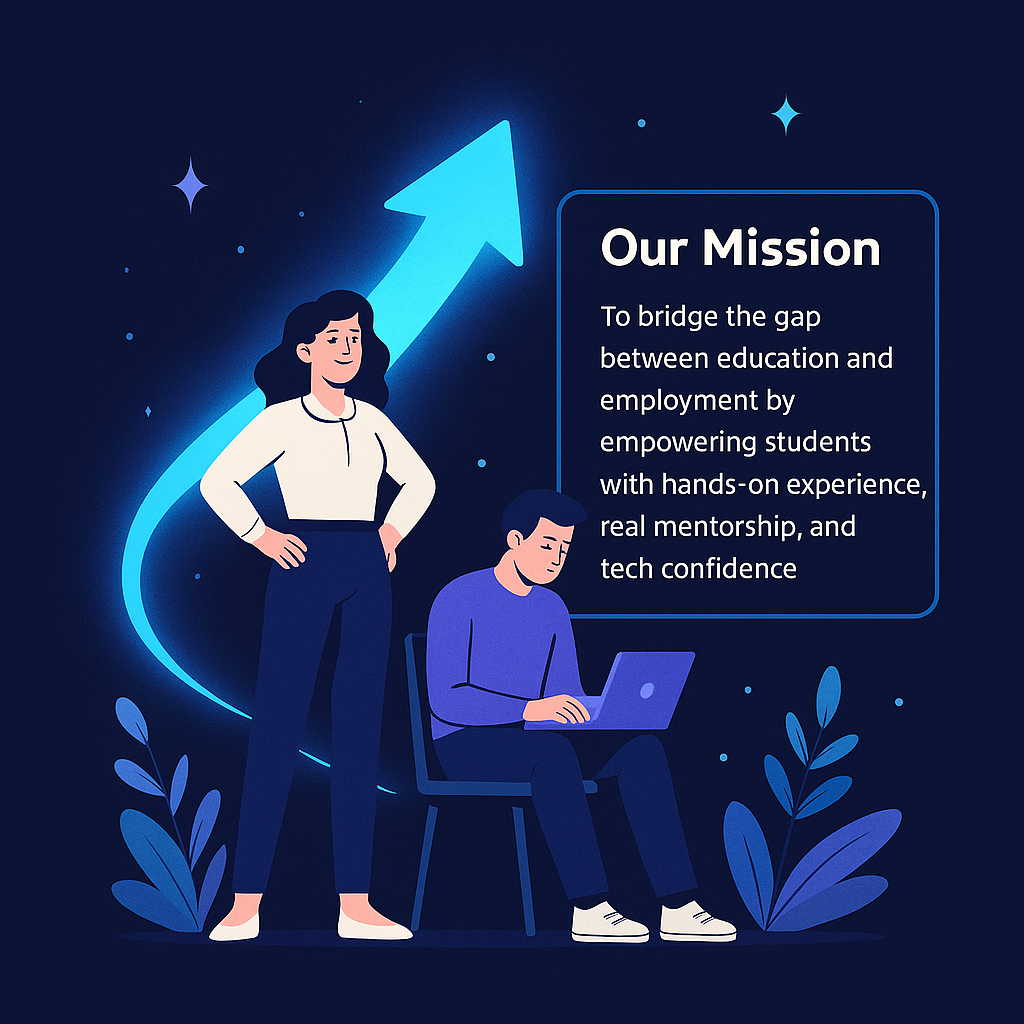 Our Mission
To bridge the gap
between education and
employment by
empowering students
with hands-on experience,
real mentorship, and
tech confidence